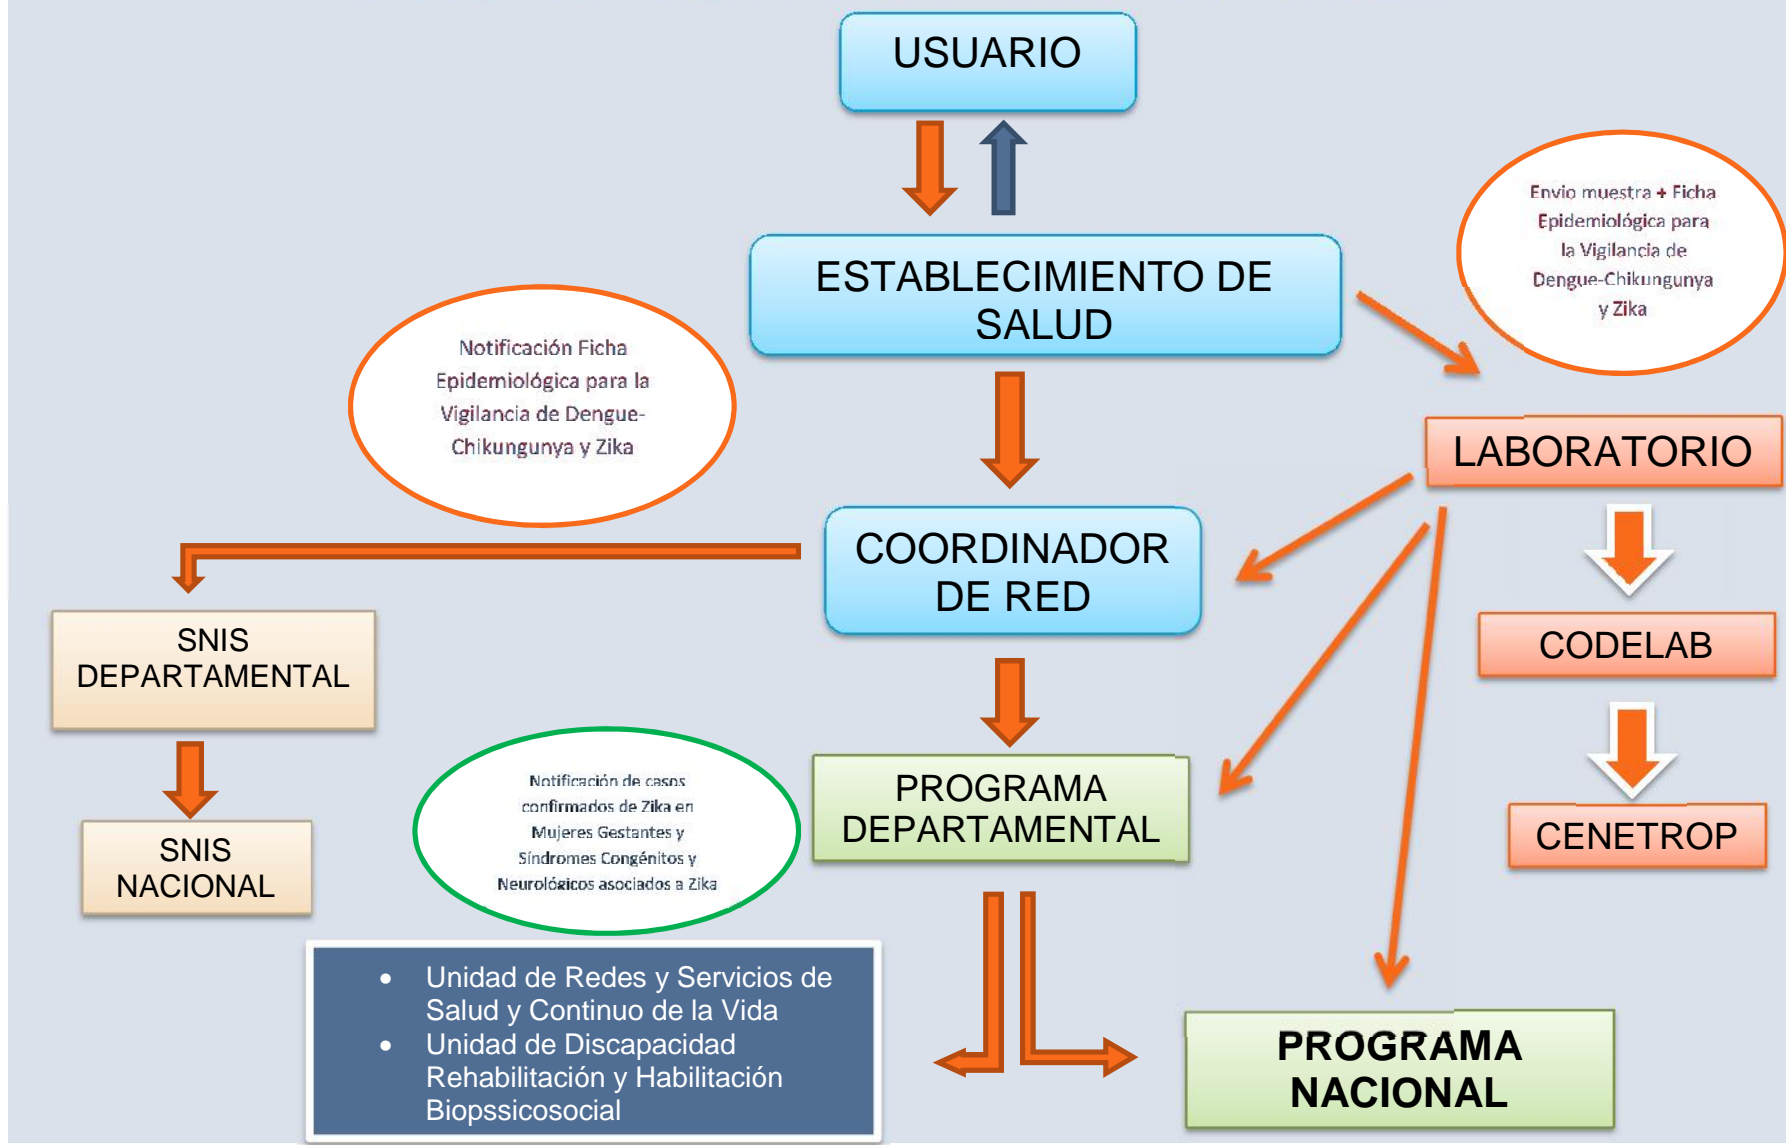 USUARIO
Envio muestra + Ficha
Epidemiológica para
la Vigilancia de
Dengue-Chikungunya
y Zika
ESTABLECIMIENTO DE
SALUD
Notificación Ficha
Epidemiológica para la
Vigilancia de Dengue-
Chikungunya y Zika
LABORATORIO
COORDINADOR
DE RED
SNIS
DEPARTAMENTAL
CODELAB
Notificación de casos
confirmados de Zika en
Mujeres Gestantes y
Síndromes Congénitos y
Neurológicos asociados a Zika
PROGRAMA
DEPARTAMENTAL
CENETROP
SNIS
NACIONAL
• Unidad de Redes y Servicios de
Salud y Continuo de la Vida
• Unidad de Discapacidad
Rehabilitación y Habilitación
Biopssicosocial
PROGRAMA
NACIONAL